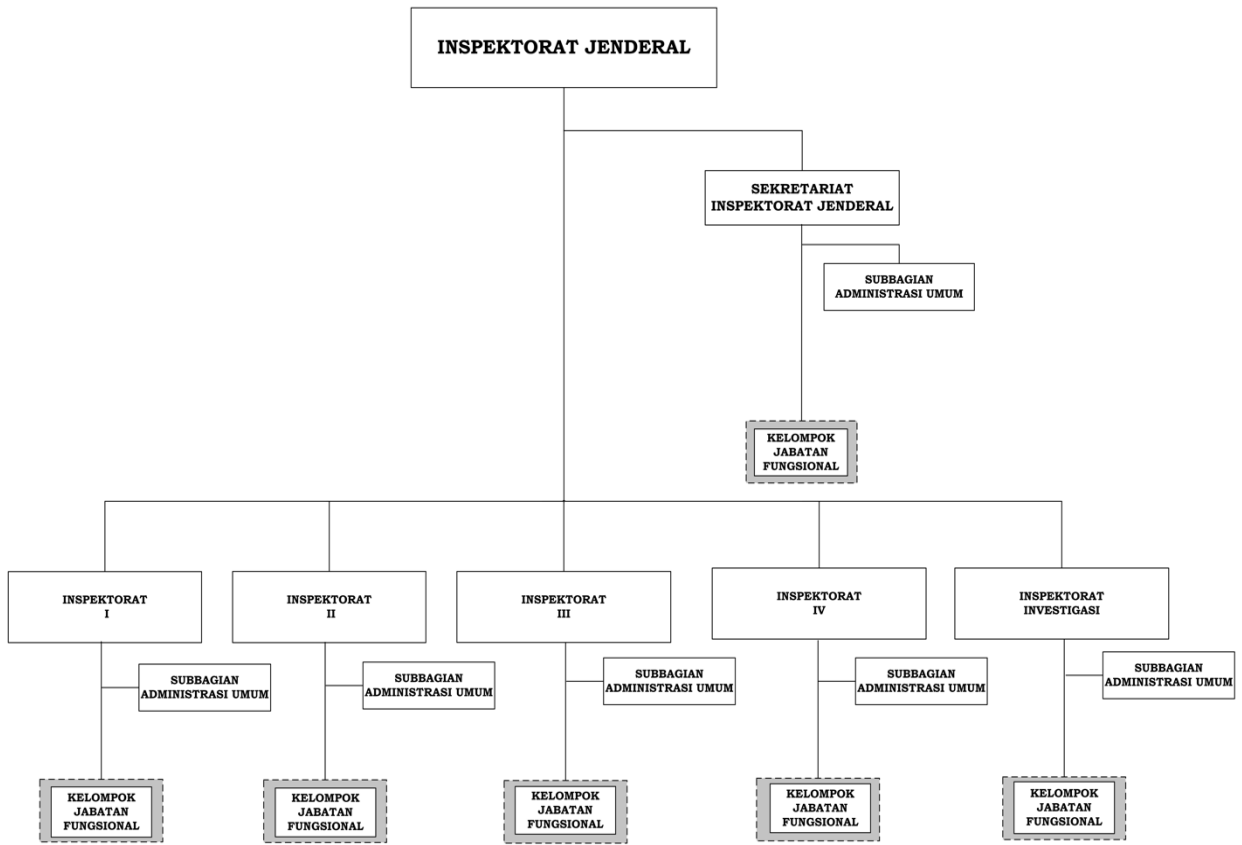 INSPEKTORAT JENDERAL
SEKRETARIAT
INSPEKTORAT JENDERAL
SUBBAGIAN
ADMINISTRASI UMUM
KELOMPOK
JABATAN
FUNGSIONAL
INSPEKTORAT
I
INSPEKTORAT
II
INSPEKTORAT
III
INSPEKTORAT
IV
INSPEKTORAT
INVESTIGASI
SUBBAGIAN
ADMINISTRASI UMUM
SUBBAGIAN
ADMINISTRASI UMUM
SUBBAGIAN
ADMINISTRASI UMUM
SUBBAGIAN
ADMINISTRASI UMUM
SUBBAGIAN
ADMINISTRASI UMUM
KELOMPOK
JABATAN
FUNGSIONAL
KELOMPOK
JABATAN
FUNGSIONAL
KELOMPOK
JABATAN
FUNGSIONAL
KELOMPOK
JABATAN
FUNGSIONAL
KELOMPOK
JABATAN
FUNGSIONAL